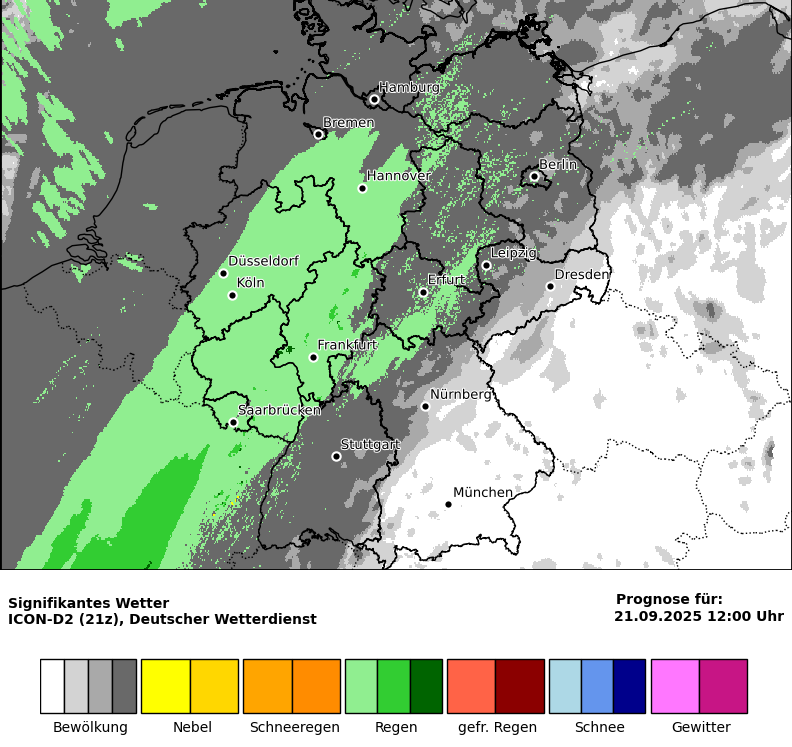 Hamburg
Bremen
Berlin
Hannover
Düsseldorf
Leipzig
Köln
Erfurt
Dresden
Frankfurt
Nürnberg
Saarbrücken
Stuttgart
München
Signifikantes Wetter
ICON-D2 (21z), Deutscher Wetterdienst
Prognose für:
21.09.2025 12:00 Uhr
Bewölkung
Nebel
Schneeregen
Regen
gefr. Regen
Schnee
Gewitter